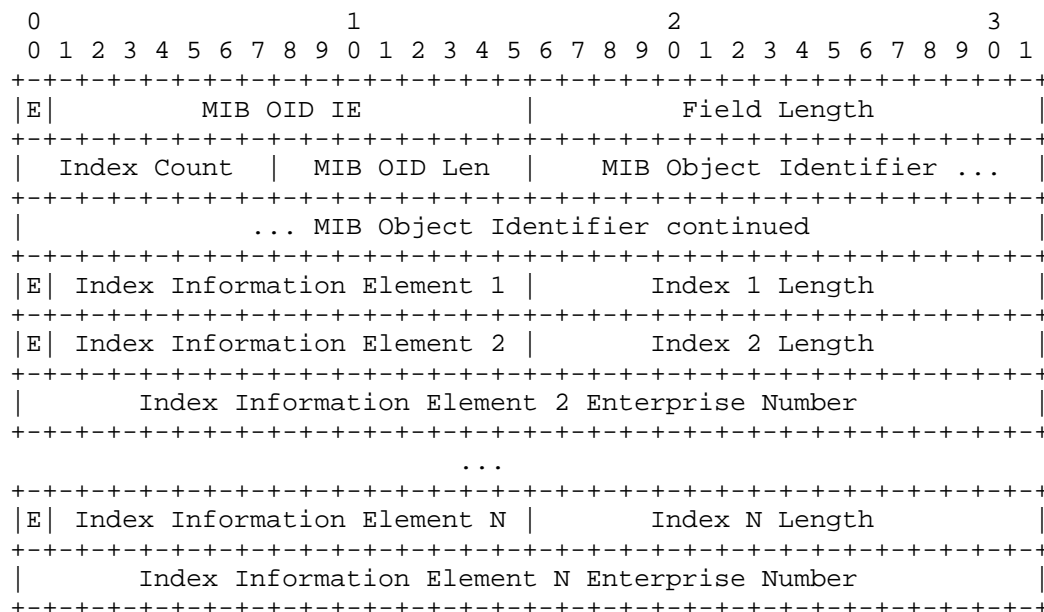 0                   1                   2                   3
 0 1 2 3 4 5 6 7 8 9 0 1 2 3 4 5 6 7 8 9 0 1 2 3 4 5 6 7 8 9 0 1
+-+-+-+-+-+-+-+-+-+-+-+-+-+-+-+-+-+-+-+-+-+-+-+-+-+-+-+-+-+-+-+-+
|E|         MIB OID IE          |         Field Length          |
+-+-+-+-+-+-+-+-+-+-+-+-+-+-+-+-+-+-+-+-+-+-+-+-+-+-+-+-+-+-+-+-+
|  Index Count  |  MIB OID Len  |    MIB Object Identifier ...  |
+-+-+-+-+-+-+-+-+-+-+-+-+-+-+-+-+-+-+-+-+-+-+-+-+-+-+-+-+-+-+-+-+
|              ... MIB Object Identifier continued              |
+-+-+-+-+-+-+-+-+-+-+-+-+-+-+-+-+-+-+-+-+-+-+-+-+-+-+-+-+-+-+-+-+
|E| Index Information Element 1 |       Index 1 Length          |
+-+-+-+-+-+-+-+-+-+-+-+-+-+-+-+-+-+-+-+-+-+-+-+-+-+-+-+-+-+-+-+-+
|E| Index Information Element 2 |       Index 2 Length          |
+-+-+-+-+-+-+-+-+-+-+-+-+-+-+-+-+-+-+-+-+-+-+-+-+-+-+-+-+-+-+-+-+
|       Index Information Element 2 Enterprise Number           |
+-+-+-+-+-+-+-+-+-+-+-+-+-+-+-+-+-+-+-+-+-+-+-+-+-+-+-+-+-+-+-+-+
                            ...
+-+-+-+-+-+-+-+-+-+-+-+-+-+-+-+-+-+-+-+-+-+-+-+-+-+-+-+-+-+-+-+-+
|E| Index Information Element N |       Index N Length          |
+-+-+-+-+-+-+-+-+-+-+-+-+-+-+-+-+-+-+-+-+-+-+-+-+-+-+-+-+-+-+-+-+
|       Index Information Element N Enterprise Number           |
+-+-+-+-+-+-+-+-+-+-+-+-+-+-+-+-+-+-+-+-+-+-+-+-+-+-+-+-+-+-+-+-+